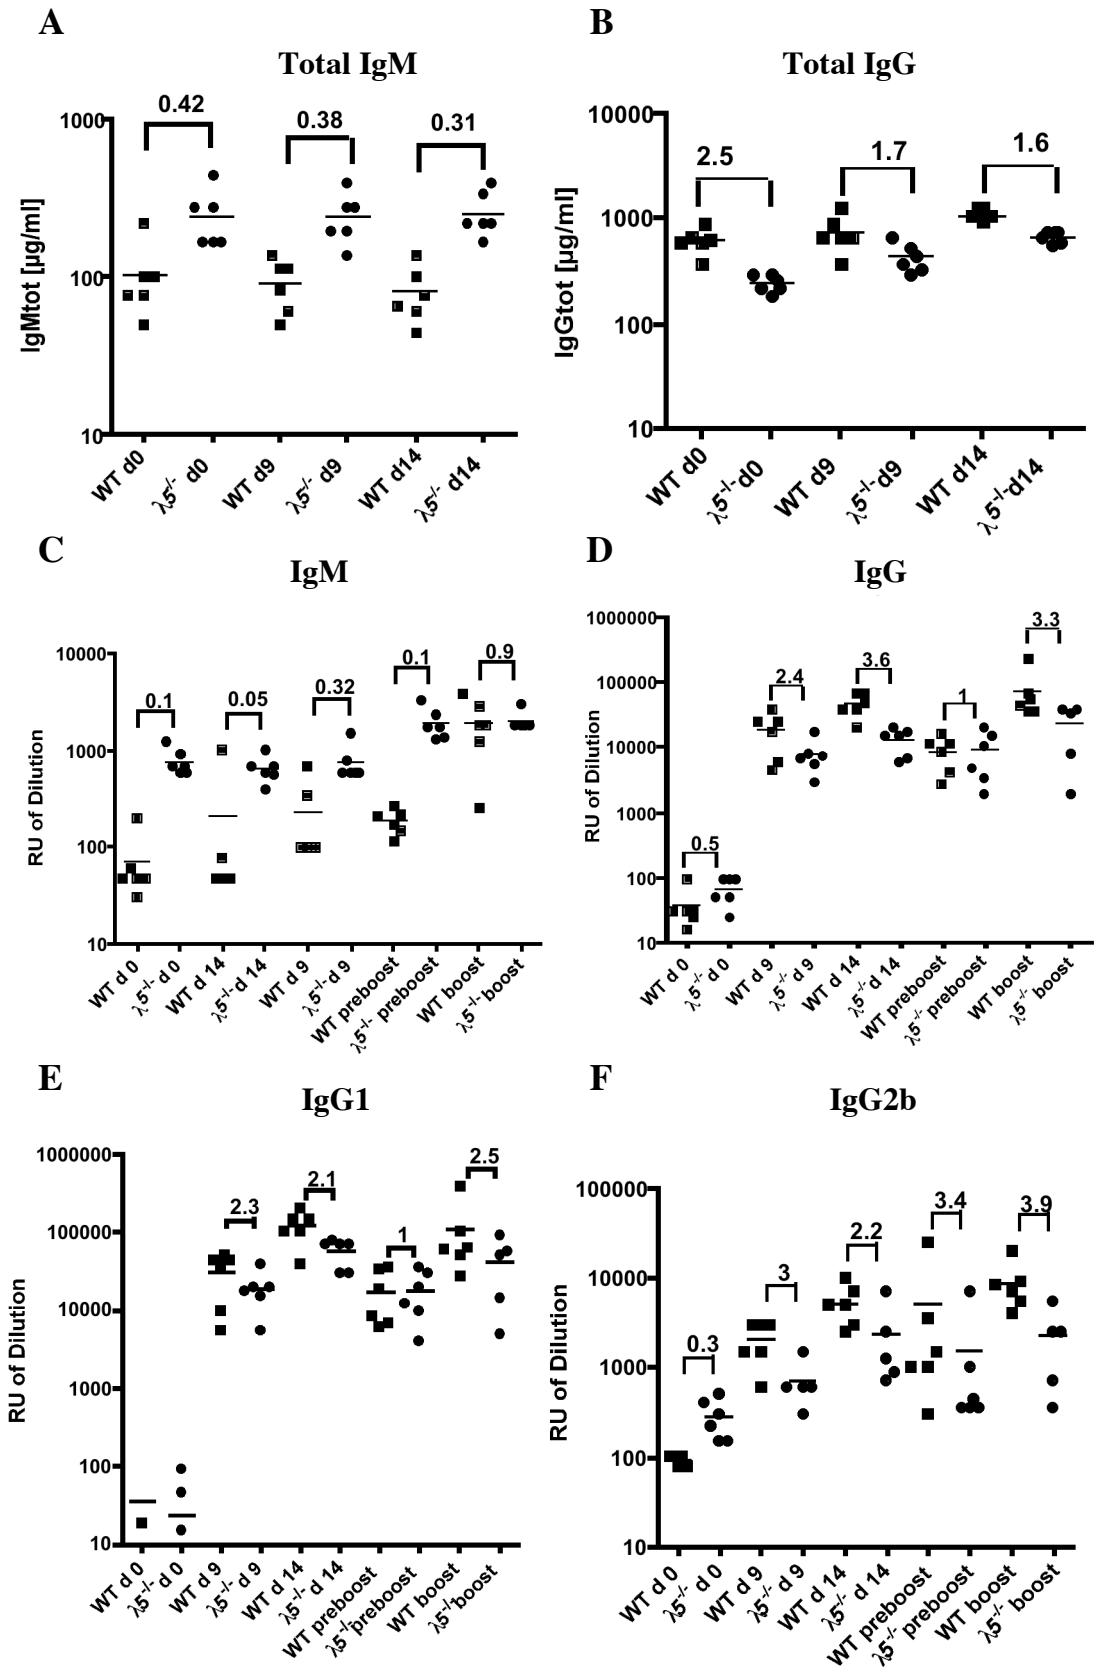 A
Total IgM
0.42
0.38
0.31
1000
100
10
IgMtot [µg/ml]
WT d0
λ5⁻/⁻ d0
WT d9
λ5⁻/⁻ d9
WT d14
λ5⁻/⁻ d14
B
Total IgG
2.5
1.7
1.6
10000
1000
100
10
IgGtot [µg/ml]
WT d0
λ5⁻/⁻d0
WT d9
λ5⁻/⁻d9
WT d14
λ5⁻/⁻d14
C
IgM
0.1
0.05
0.32
0.1
0.9
10000
1000
100
10
RU of Dilution
WT d 0
λ5⁻/⁻ d 0
WT d 14
λ5⁻/⁻ d 14
WT d 9
λ5⁻/⁻ d 9
WT preboost
λ5⁻/⁻ preboost
WT boost
λ5⁻/⁻ boost
D
IgG
0.5
2.4
3.6
1
3.3
1000000
100000
10000
1000
100
10
RU of Dilution
WT d 0
λ5⁻/⁻ d 0
WT d 9
λ5⁻/⁻ d 9
WT d 14
λ5⁻/⁻ d 14
WT preboost
λ5⁻/⁻ preboost
WT boost
λ5⁻/⁻ boost
E
IgG1
2.3
2.1
1
2.5
1000000
100000
10000
1000
100
10
RU of Dilution
WT d 0
λ5⁻/⁻ d 0
WT d 9
λ5⁻/⁻ d 9
WT d 14
λ5⁻/⁻ d 14
WT preboost
λ5⁻/⁻preboost
WT boost
λ5⁻/⁻boost
F
IgG2b
0.3
3
2.2
3.4
3.9
100000
10000
1000
100
10
RU of Dilution
WT d 0
λ5⁻/⁻ d 0
WT d 9
λ5⁻/⁻ d 9
WT d 14
λ5⁻/⁻ d 14
WT preboost
λ5⁻/⁻ preboost
WT boost
λ5⁻/⁻ boost